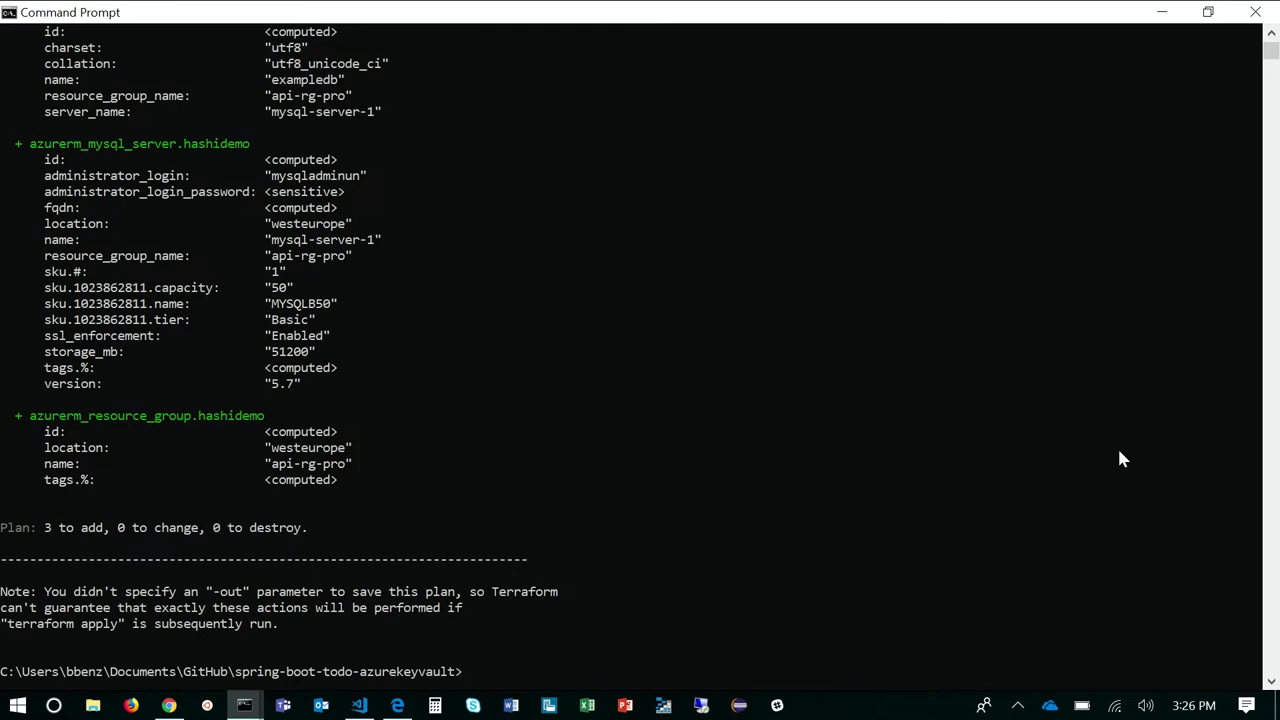 Command Prompt
id: <computed>
charset: "utf8"
collation: "utf8_unicode_ci"
name: "exampledb"
resource_group_name: "api-rg-pro"
server_name: "mysql-server-1"
+ azurerm_mysql_server.hashidemo
id: <computed>
administrator_login: "mysqladminun"
administrator_login_password: <sensitive>
fqdn: <computed>
location: "westeurope"
name: "mysql-server-1"
resource_group_name: "api-rg-pro"
sku.#: "1"
sku.1023862811.capacity: "50"
sku.1023862811.name: "MYSQLB50"
sku.1023862811.tier: "Basic"
ssl_enforcement: "Enabled"
storage_mb: "51200"
tags.%: <computed>
version: "5.7"
+ azurerm_resource_group.hashidemo
id: <computed>
location: "westeurope"
name: "api-rg-pro"
tags.%: <computed>
Plan: 3 to add, 0 to change, 0 to destroy.
------------------------------------------------------------------------
Note: You didn't specify an "-out" parameter to save this plan, so Terraform
can't guarantee that exactly these actions will be performed if
"terraform apply" is subsequently run.
C:\Users\bbenz\Documents\GitHub\spring-boot-todo-azurekeyvault>
3:26 PM